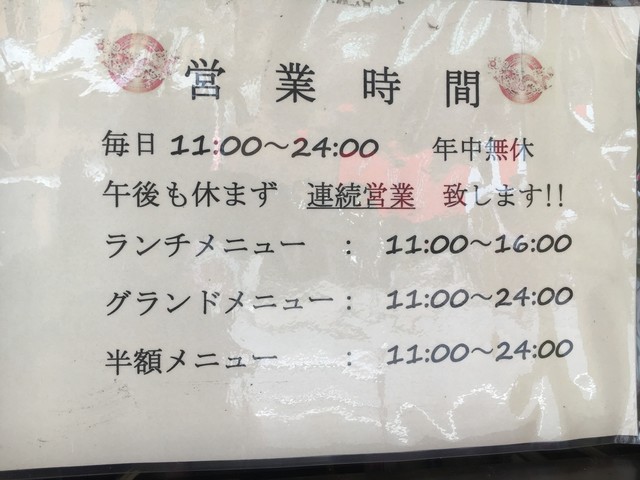 営業時間
毎日 11:00～24:00 年中無休
午後も休まず 連続営業 致します!!
ランチメニュー : 11:00～16:00
グランドメニュー : 11:00～24:00
半額メニュー : 11:00～24:00